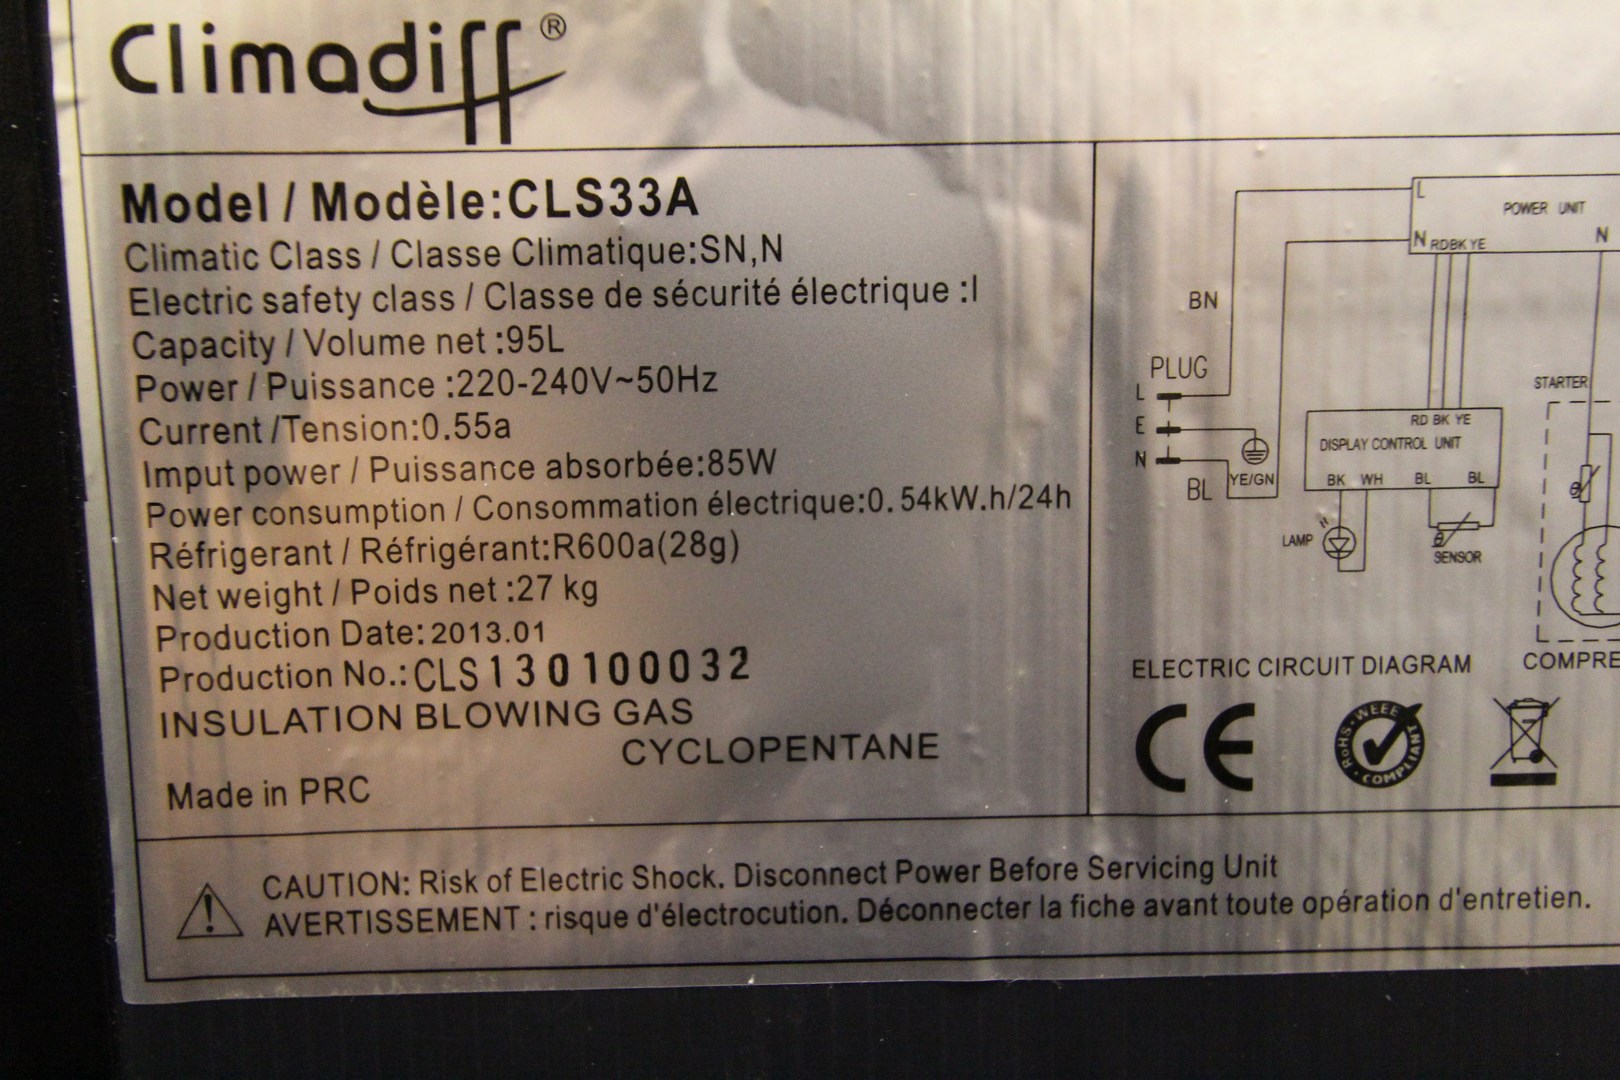 Climadiff®
Model / Modèle:CLS33A
Climatic Class / Classe Climatique:SN,N
Electric safety class / Classe de sécurité électrique :I
Capacity / Volume net :95L
Power / Puissance :220-240V~50Hz
Current /Tension:0.55a
Imput power / Puissance absorbée:85W
Power consumption / Consommation électrique:0.54kW.h/24h
Réfrigerant / Réfrigérant:R600a(28g)
Net weight / Poids net :27 kg
Production Date: 2013.01
Production No.: CLS130100032
INSULATION BLOWING GAS
CYCLOPENTANE
Made in PRC
L
POWER UNIT
N RD BK YE
N
BN
PLUG
L
E
N
BL
YE/GN
STARTER
RD BK YE
DISPLAY CONTROL UNIT
BK WH BL BL
LAMP
θ
SENSOR
θ
ELECTRIC CIRCUIT DIAGRAM
COMPRE
CE
RoHS · WEEE
COMPLIANT
CAUTION: Risk of Electric Shock. Disconnect Power Before Servicing Unit
AVERTISSEMENT : risque d'électrocution. Déconnecter la fiche avant toute opération d'entretien.